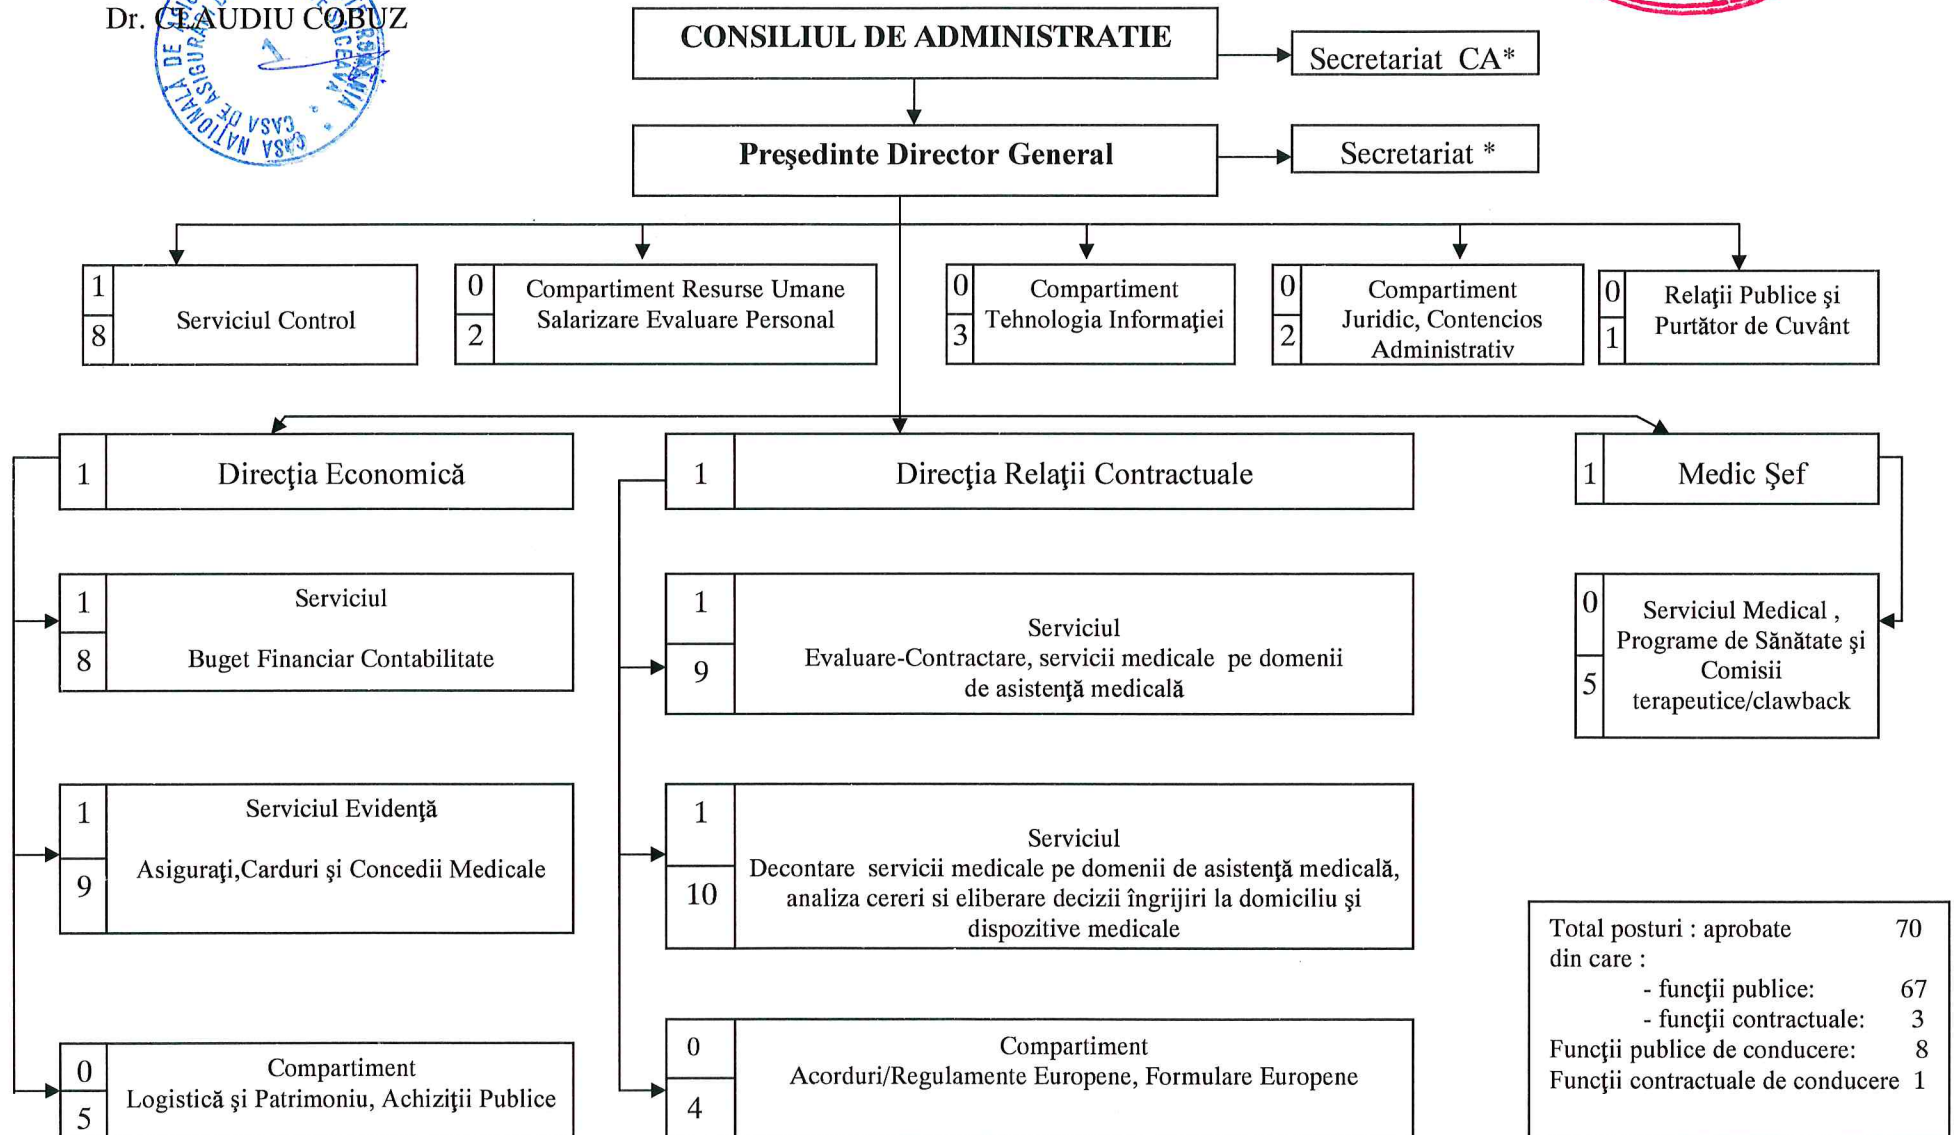 Dr. CLAUDIU COBUZ
CASA NAŢIONALĂ DE
CASA DE
CONSILIUL DE ADMINISTRATIE
Secretariat CA*
Preşedinte Director General
Secretariat *
1
8
Serviciul Control
0
2
Compartiment Resurse Umane
Salarizare Evaluare Personal
0
3
Compartiment
Tehnologia Informaţiei
0
2
Compartiment
Juridic, Contencios
Administrativ
0
1
Relaţii Publice şi
Purtător de Cuvânt
1
Direcţia Economică
1
Direcţia Relaţii Contractuale
1
Medic Şef
1
8
Serviciul
Buget Financiar Contabilitate
1
9
Serviciul
Evaluare-Contractare, servicii medicale pe domenii
de asistenţă medicală
0
5
Serviciul Medical ,
Programe de Sănătate şi
Comisii
terapeutice/clawback
1
9
Serviciul Evidenţă
Asiguraţi,Carduri şi Concedii Medicale
1
10
Serviciul
Decontare servicii medicale pe domenii de asistenţă medicală,
analiza cereri si eliberare decizii îngrijiri la domiciliu şi
dispozitive medicale
0
5
Compartiment
Logistică şi Patrimoniu, Achiziţii Publice
0
4
Compartiment
Acorduri/Regulamente Europene, Formulare Europene
Total posturi : aprobate 70
din care :
- funcţii publice: 67
- funcţii contractuale: 3
Funcţii publice de conducere: 8
Funcţii contractuale de conducere 1